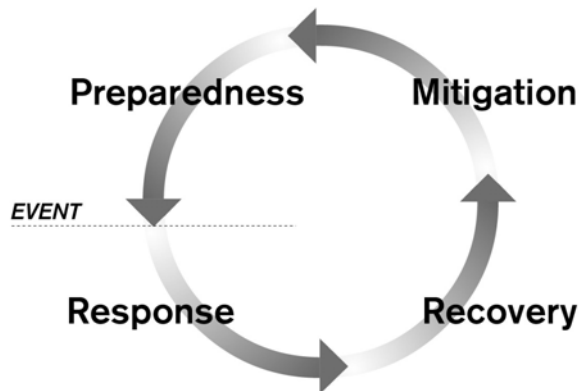 Preparedness
Mitigation
EVENT
Response
Recovery